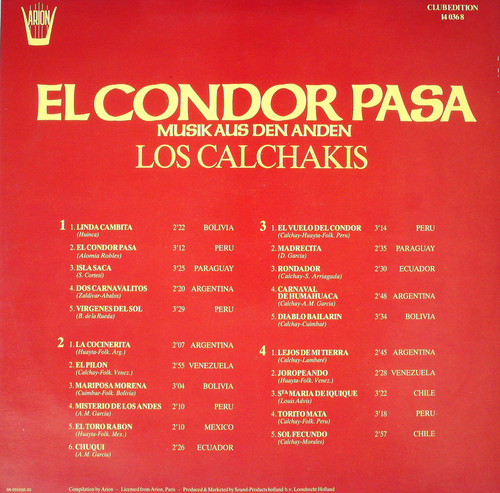 ARION
CLUBEDITION
14 036 8
EL CONDOR PASA
MUSIK AUS DEN ANDEN
LOS CALCHAKIS
1 1. LINDA CAMBITA 2'22 BOLIVIA
(Huinca)
2. EL CONDOR PASA 3'12 PERU
(Alomia Robles)
3. ISLA SACA 3'25 PARAGUAY
(S. Cortesi)
4. DOS CARNAVALITOS 2'20 ARGENTINA
(Zaldivar-Abalos)
5. VIRGENES DEL SOL 3'29 PERU
(B. de la Rueda)
2 1. LA COCINERITA 2'07 ARGENTINA
(Huayta-Folk. Arg.)
2. EL PILON 2'55 VENEZUELA
(Calchay-Folk. Venez.)
3. MARIPOSA MORENA 3'04 BOLIVIA
(Cuimbar-Folk. Bolivia)
4. MISTERIO DE LOS ANDES 2'10 PERU
(A.M. Garcia)
5. EL TORO RABON 2'10 MEXICO
(Huayta-Folk. Mex.)
6. CHUQUI 2'26 ECUADOR
(A.M. Garcia)
3 1. EL VUELO DEL CONDOR 3'14 PERU
(Calchay-Huayta-Folk. Peru)
2. MADRECITA 2'35 PARAGUAY
(D. Garcia)
3. RONDADOR 2'30 ECUADOR
(Calchay-S. Arriagada)
4. CARNAVAL
DE HUMAHUACA 2'48 ARGENTINA
(Calchay-A.M. Garcia)
5. DIABLO BAILARIN 3'34 BOLIVIA
(Calchay-Cuimbaé)
4 1. LEJOS DE MI TIERRA 2'45 ARGENTINA
(Calchay-Lambaré)
2. JOROPEANDO 2'28 VENEZUELA
(Huayta-Folk. Venez.)
3. STA MARIA DE IQUIQUE 3'22 CHILE
(Louis Advis)
4. TORITO MATA 3'18 PERU
(Calchay-Folk. Peru)
5. SOL FECUNDO 2'57 CHILE
(Calchay-Morales)
Compilation by Arion - Licensed from Arion, Paris - Produced & Marketed by Sound-Products holland b.v. Loosdrecht Holland